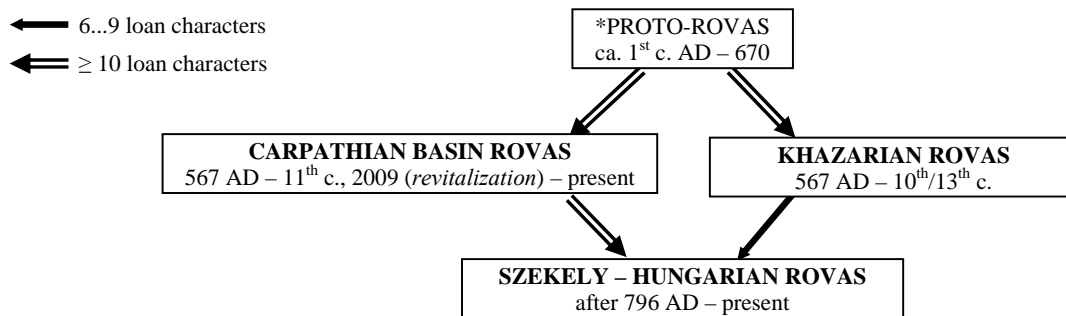 6...9 loan characters
≥ 10 loan characters
*PROTO-ROVAS
ca. 1st c. AD – 670
CARPATHIAN BASIN ROVAS
567 AD – 11th c., 2009 (revitalization) – present
KHAZARIAN ROVAS
567 AD – 10th/13th c.
SZEKELY – HUNGARIAN ROVAS
after 796 AD – present